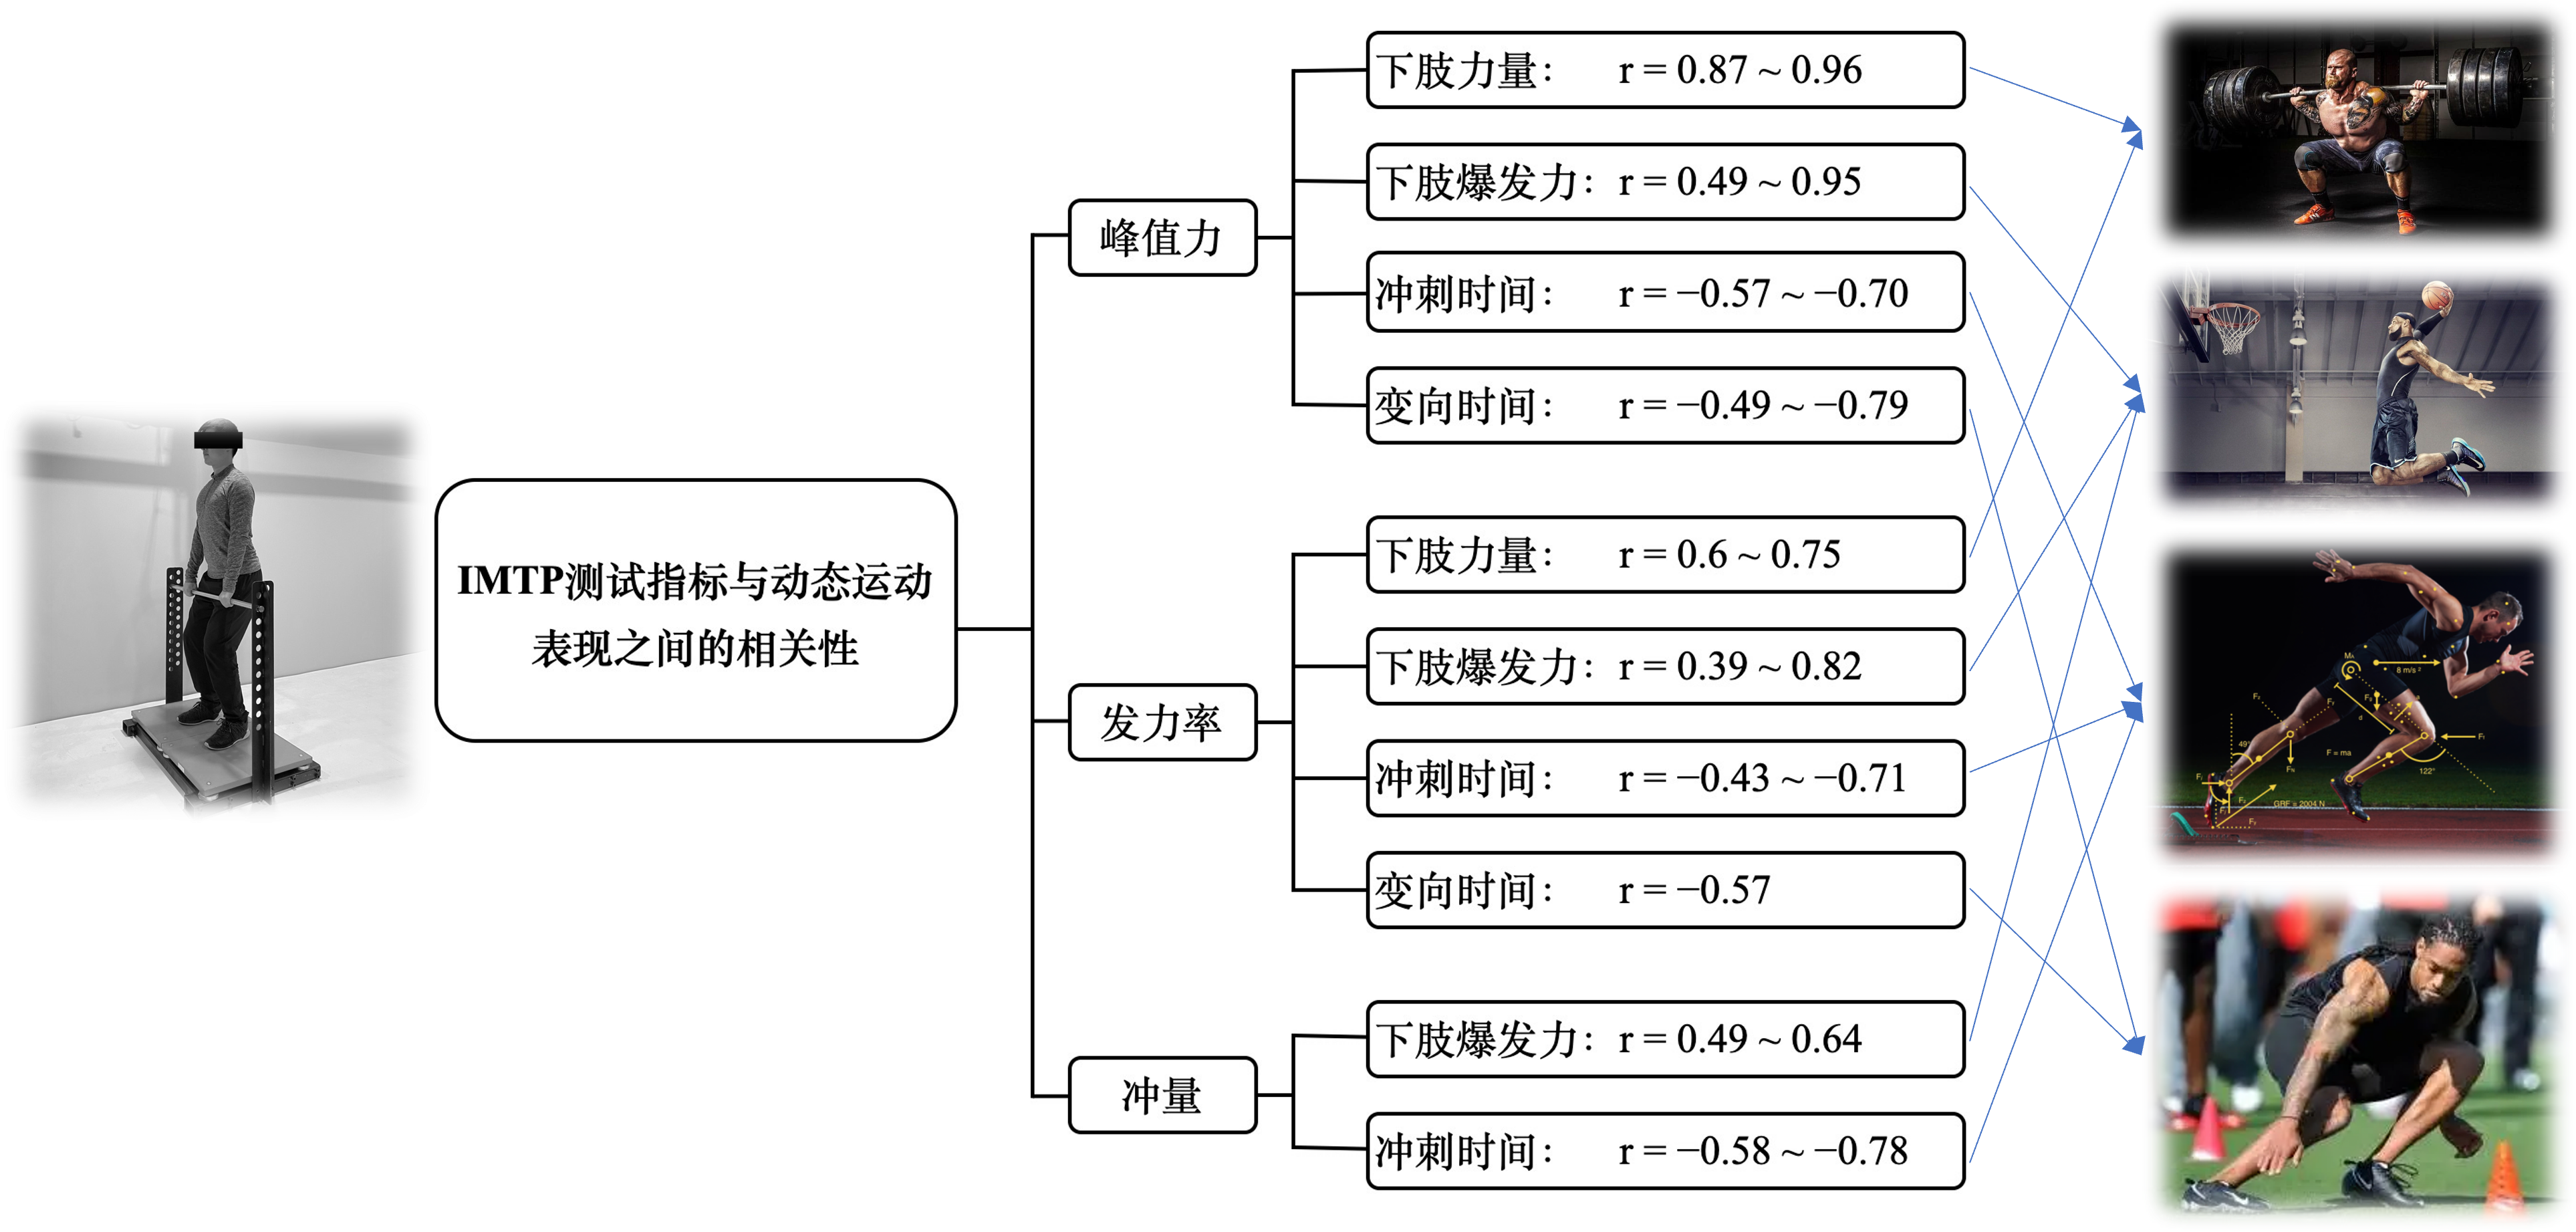 IMTP测试指标与动态运动
表现之间的相关性
峰值力
下肢力量： r = 0.87 ~ 0.96
下肢爆发力： r = 0.49 ~ 0.95
冲刺时间： r = −0.57 ~ −0.70
变向时间： r = −0.49 ~ −0.79
发力率
下肢力量： r = 0.6 ~ 0.75
下肢爆发力： r = 0.39 ~ 0.82
冲刺时间： r = −0.43 ~ −0.71
变向时间： r = −0.57
冲量
下肢爆发力： r = 0.49 ~ 0.64
冲刺时间： r = −0.58 ~ −0.78
8 m/s ²
49°
F = ma
122°
GRF = 2004 N